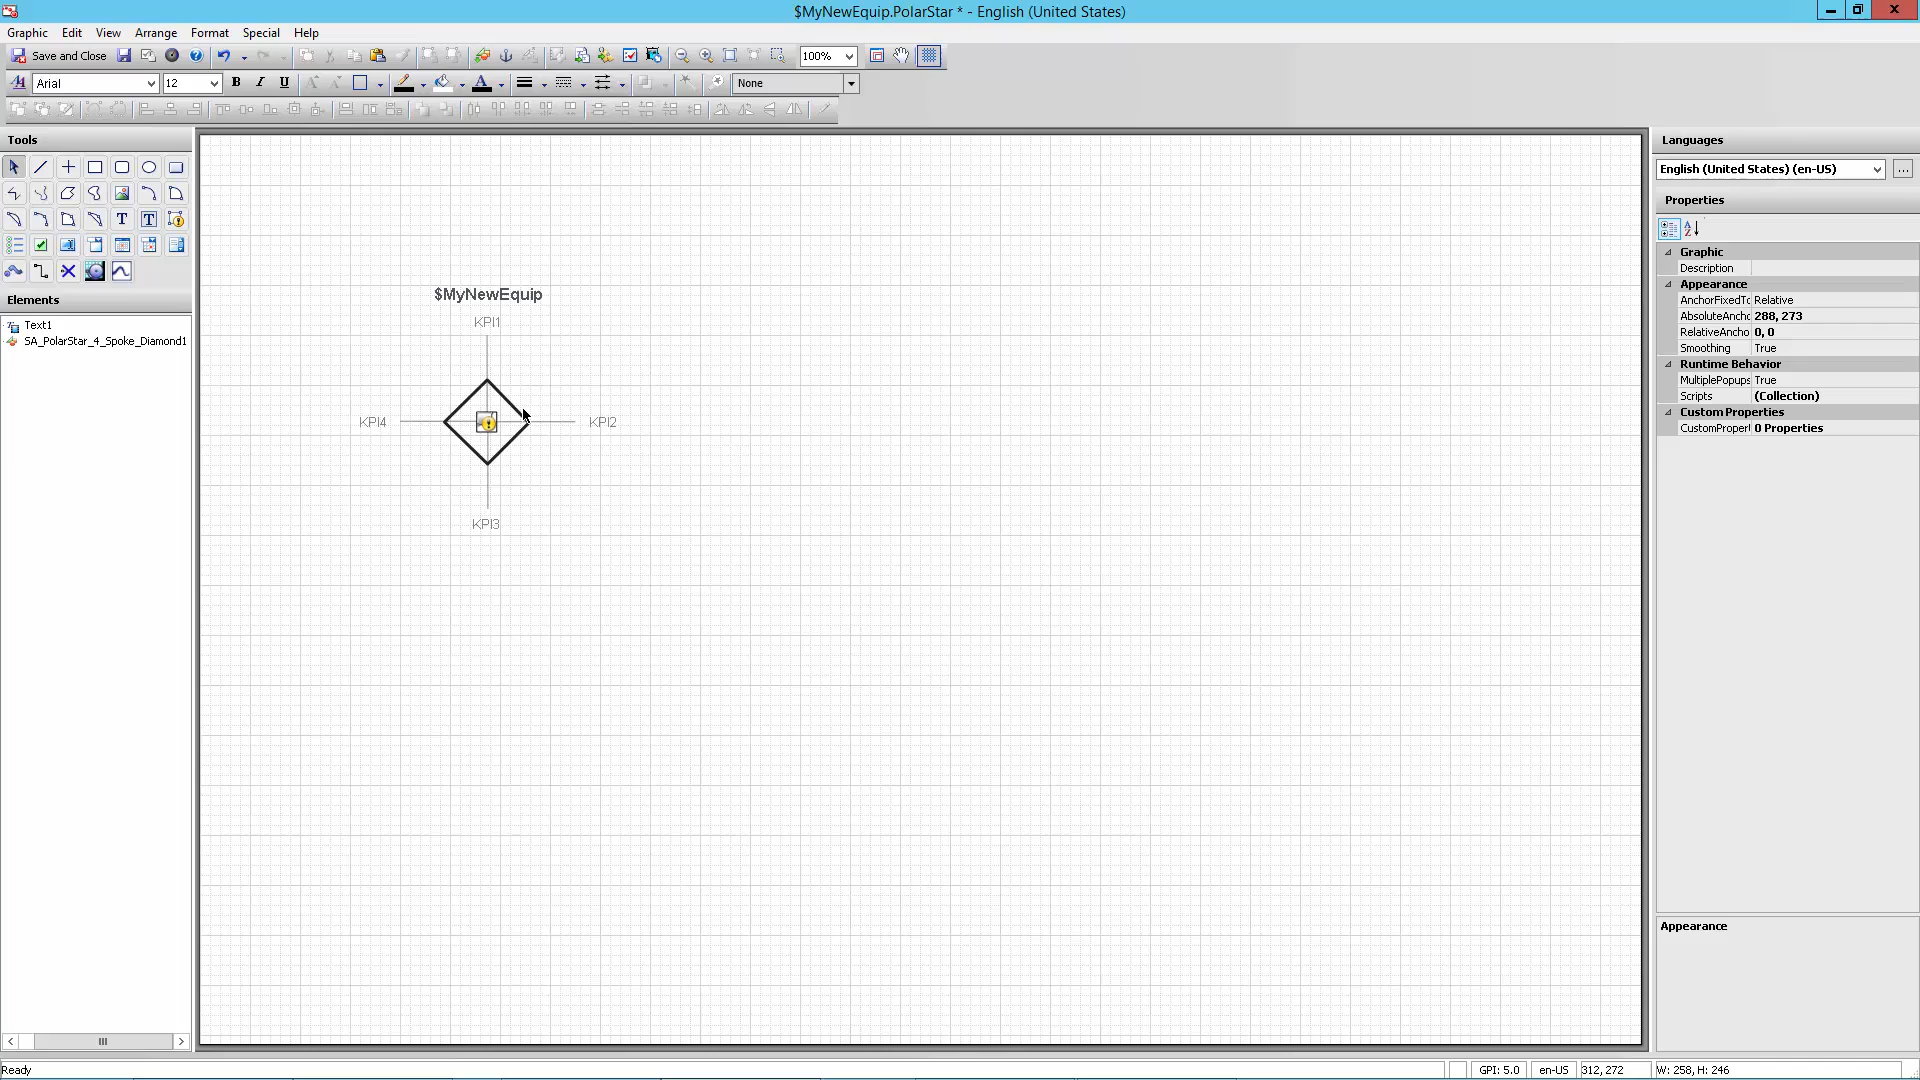 $MyNewEquip.PolarStar * - English (United States)
Graphic Edit View Arrange Format Special Help
Save and Close 100%
Arial 12 B I U None
Tools
Languages
English (United States) (en-US) ...
Properties
Graphic
Description
Appearance
AnchorFixedTc Relative
AbsoluteAnchc 288, 273
RelativeAncho 0, 0
Smoothing True
Runtime Behavior
MultiplePopups True
Scripts (Collection)
Custom Properties
CustomPropert 0 Properties
Elements
Text1
SA_PolarStar_4_Spoke_Diamond1
$MyNewEquip
KPI1
KPI4
KPI2
KPI3
Appearance
Ready GPI: 5.0 en-US 312, 272 W: 258, H: 246